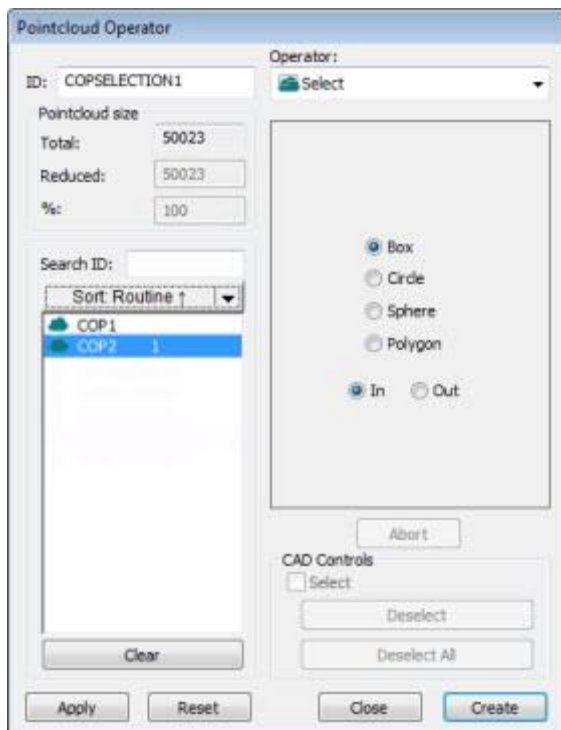 Pointcloud Operator
Operator:
ID: COPSELECTION1
Select
Pointcloud size
Total: 50023
Reduced: 50023
%: 100
Search ID:
Sort: Routine ↑
COP1
COP2 1
Clear
Box
Circle
Sphere
Polygon
In Out
Abort
CAD Controls
Select
Deselect
Deselect All
Apply Reset Close Create